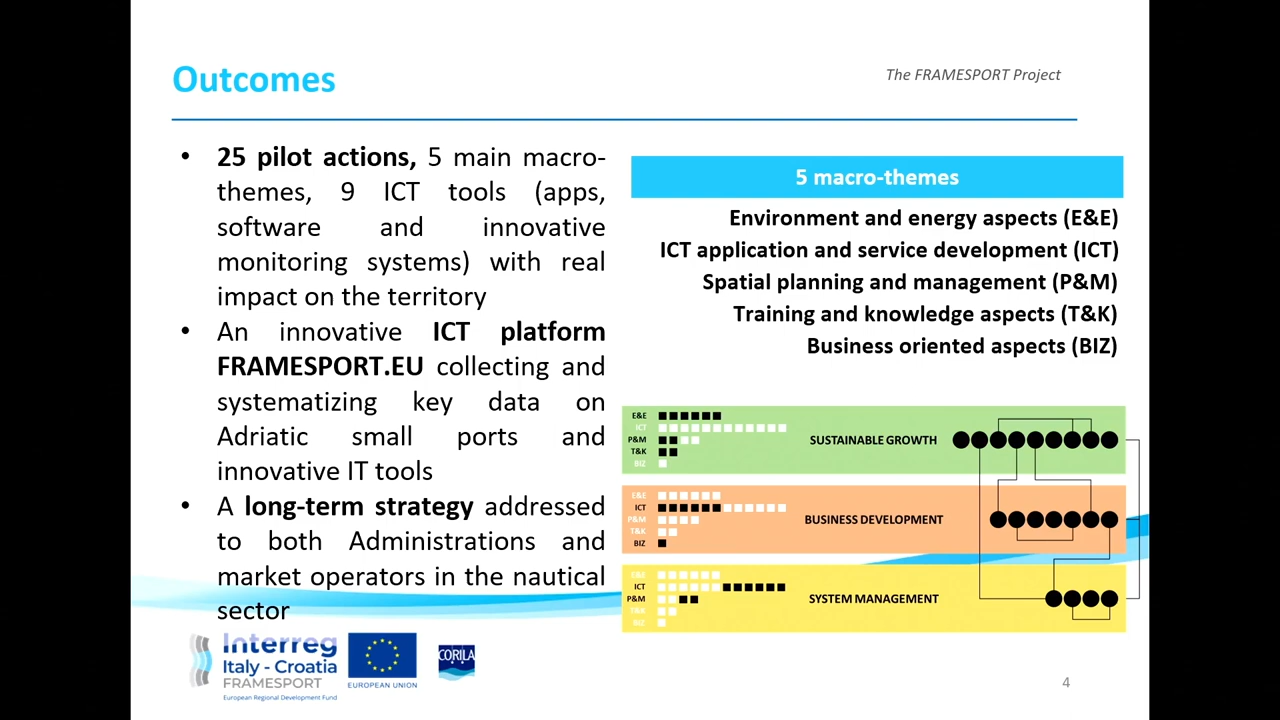 Outcomes
The FRAMESPORT Project
• 25 pilot actions, 5 main macro-
themes, 9 ICT tools (apps,
software and innovative
monitoring systems) with real
impact on the territory
• An innovative ICT platform
FRAMESPORT.EU collecting and
systematizing key data on
Adriatic small ports and
innovative IT tools
• A long-term strategy addressed
to both Administrations and
market operators in the nautical
sector
5 macro-themes
Environment and energy aspects (E&E)
ICT application and service development (ICT)
Spatial planning and management (P&M)
Training and knowledge aspects (T&K)
Business oriented aspects (BIZ)
E&E
ICT
P&M
T&K
BIZ
SUSTAINABLE GROWTH
E&E
ICT
P&M
T&K
BIZ
BUSINESS DEVELOPMENT
E&E
ICT
P&M
T&K
BIZ
SYSTEM MANAGEMENT
Interreg
Italy - Croatia
FRAMESPORT
European Regional Development Fund
EUROPEAN UNION
CORILA
4